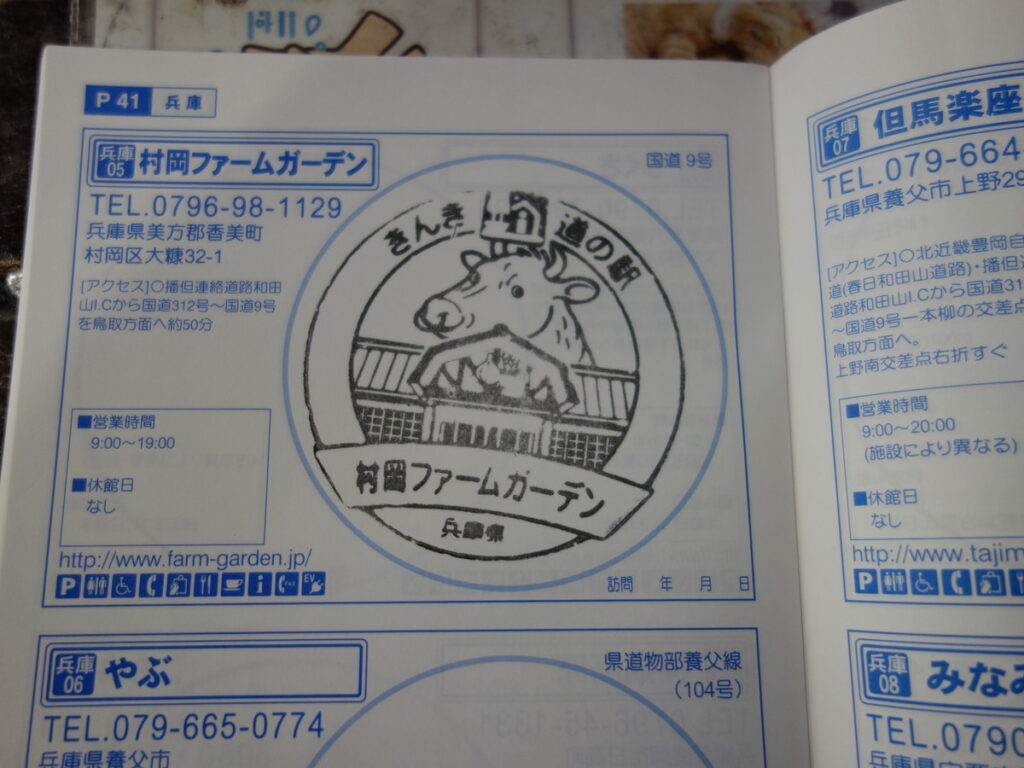 P 41 兵庫
兵庫 05 村岡ファームガーデン
国道 9号
TEL.0796-98-1129
兵庫県美方郡香美町
村岡区大糠32-1
[アクセス]○播但連絡道路和田
山I.Cから国道312号～国道9号
を鳥取方面へ約50分
■営業時間
9:00～19:00
■休館日
なし
http://www.farm-garden.jp/
P
EV
訪問 年 月 日
きんき 道の駅
村岡ファームガーデン
兵庫県
兵庫 06 やぶ
県道物部養父線
(104号)
TEL.079-665-0774
兵庫県養父市
兵庫 07 但馬楽座
TEL.079-664
兵庫県養父市上野29
[アクセス]○北近畿豊岡自
道(春日和田山道路)・播但連
道路和田山I.Cから国道31
～国道9号一本柳の交差点
鳥取方面へ。
上野南交差点右折すぐ
■営業時間
9:00～20:00
(施設により異なる)
■休館日
なし
http://www.tajim
P
兵庫 08 みなみ
TEL.0790